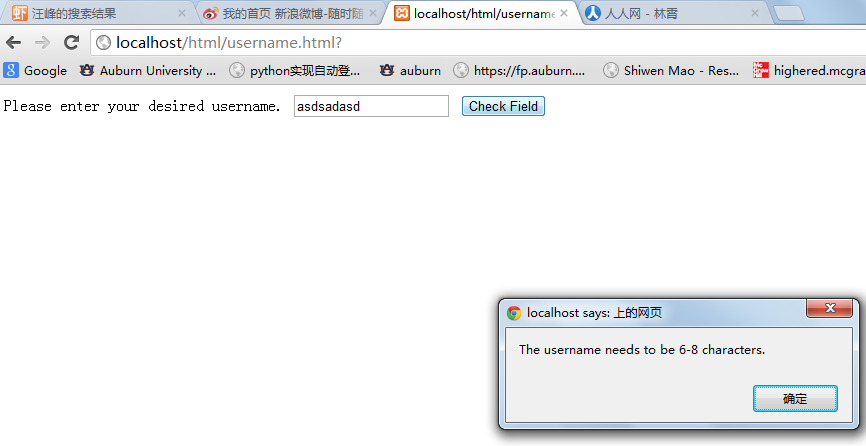 汪峰的搜索结果
我的首页 新浪微博-随时随
localhost/html/username
人人网 - 林霄
localhost/html/username.html?
Google
Auburn University ...
python实现自动登...
auburn
https://fp.auburn....
Shiwen Mao - Res...
highered.mcgra
Please enter your desired username. asdsadasd Check Field
localhost says: 上的网页
The username needs to be 6-8 characters.
确定